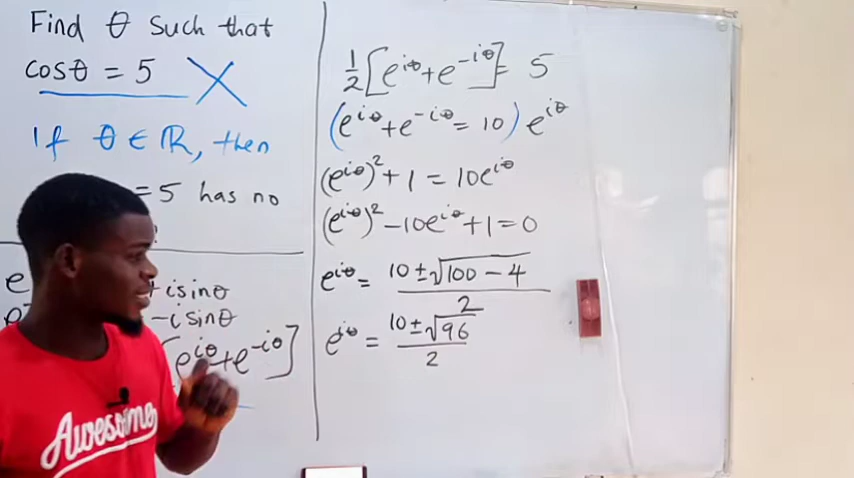 Find θ such that
cosθ = 5
If θ ∈ ℝ, then
= 5 has no
e + isinθ
e - isinθ
[e^{iθ}+e^{-iθ}]
1/2[e^{iθ}+e^{-iθ}]= 5
(e^{iθ}+e^{-iθ}=10)e^{iθ}
(e^{iθ})^2+1=10e^{iθ}
(e^{iθ})^2-10e^{iθ}+1=0
e^{iθ}= (10±√(100-4))/2
e^{iθ}= (10±√96)/2
Awesome